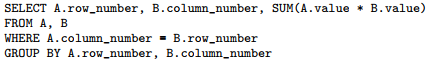 SELECT A.row_number, B.column_number, SUM(A.value * B.value)
FROM A, B
WHERE A.column_number = B.row_number
GROUP BY A.row_number, B.column_number